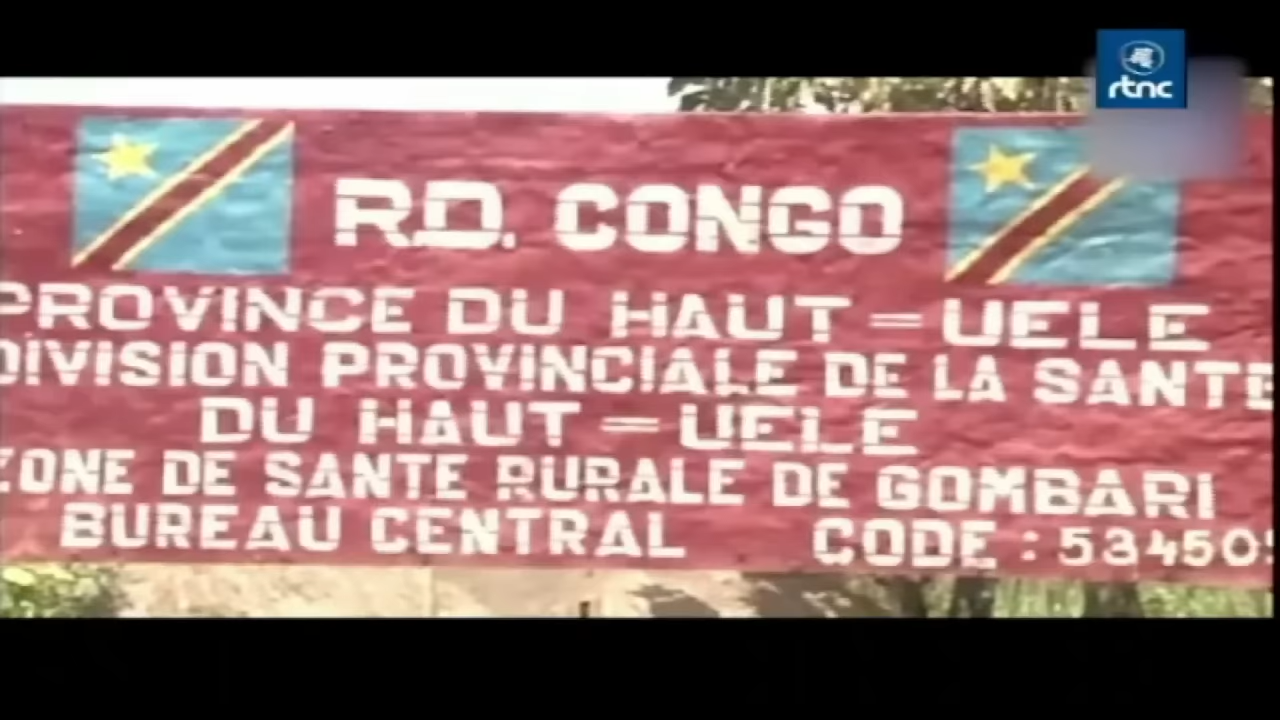 rtnc
R.D. CONGO
PROVINCE DU HAUT=UELE
DIVISION PROVINCIALE DE LA SANTE
DU HAUT=UELE
ZONE DE SANTE RURALE DE GOMBARI
BUREAU CENTRAL CODE : 534505